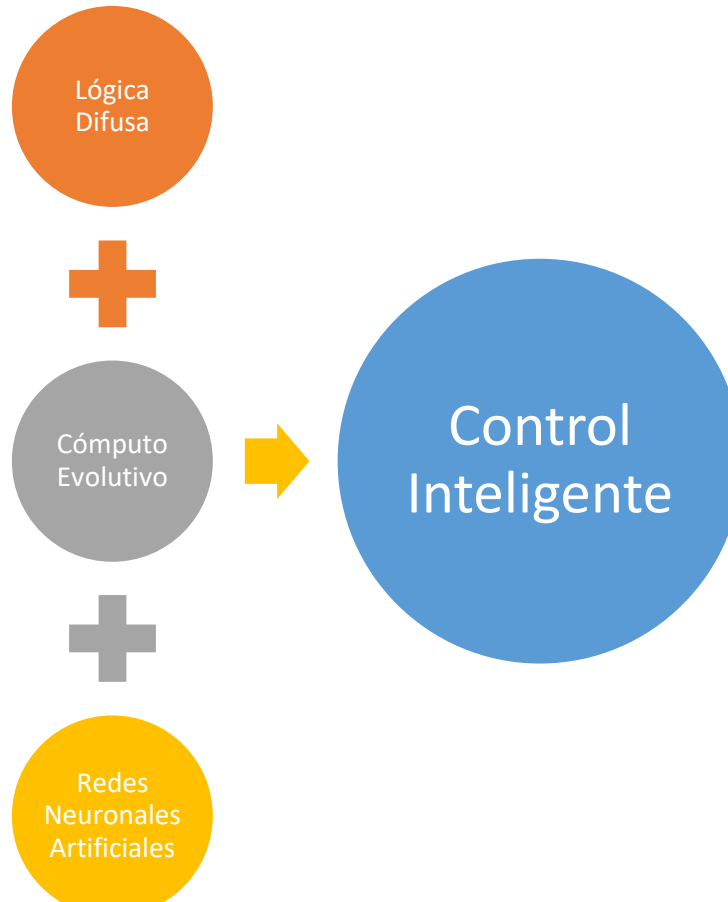 Lógica
Difusa
Cómputo
Evolutivo
Control
Inteligente
Redes
Neuronales
Artificiales